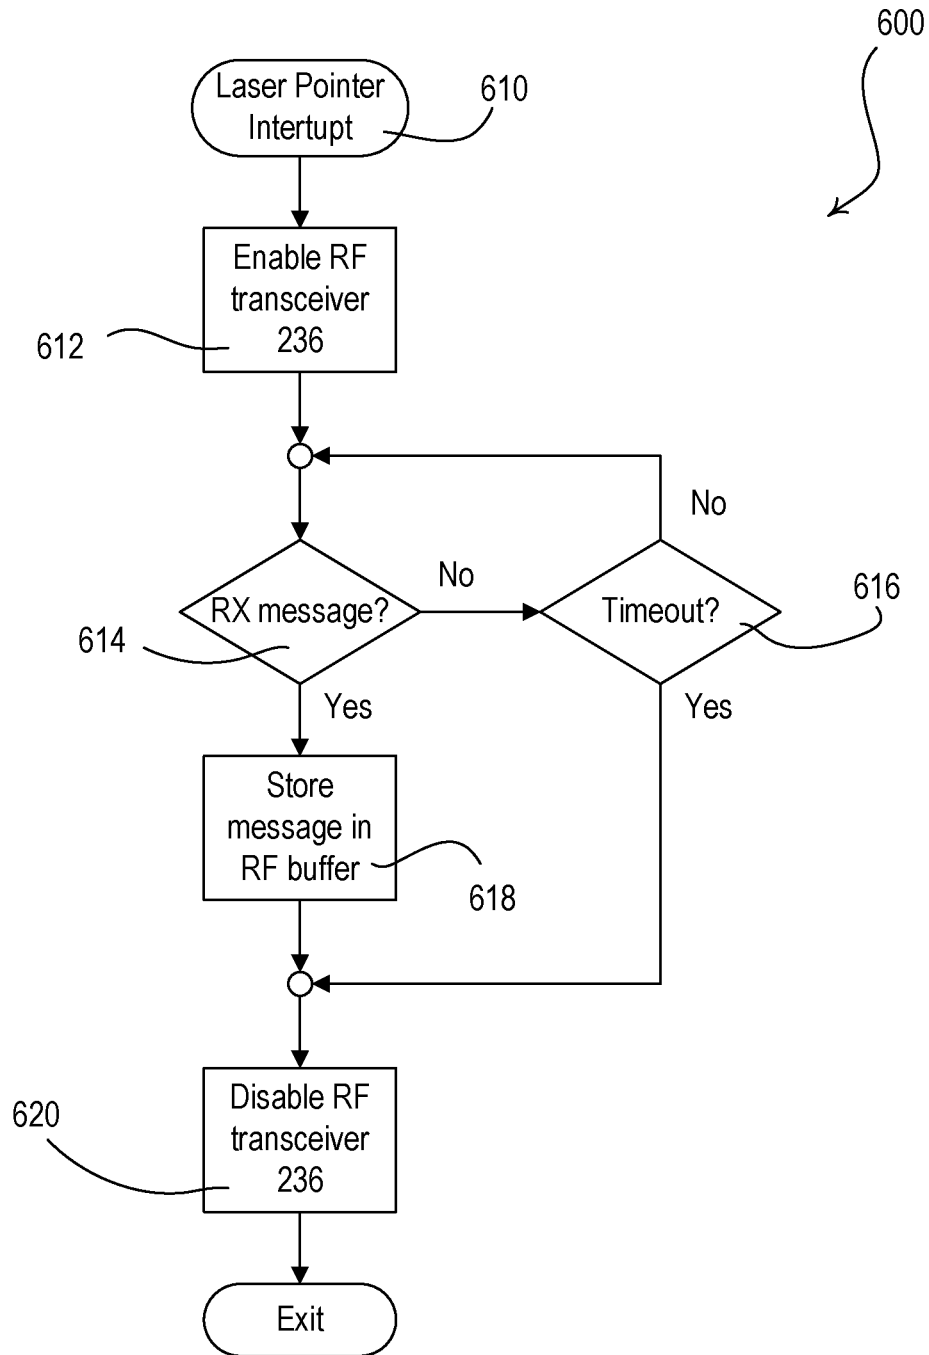 600
Laser Pointer
Intertupt
610
Enable RF
transceiver
236
612
No
RX message?
No
Timeout?
616
614
Yes
Yes
Store
message in
RF buffer
618
Disable RF
transceiver
236
620
Exit